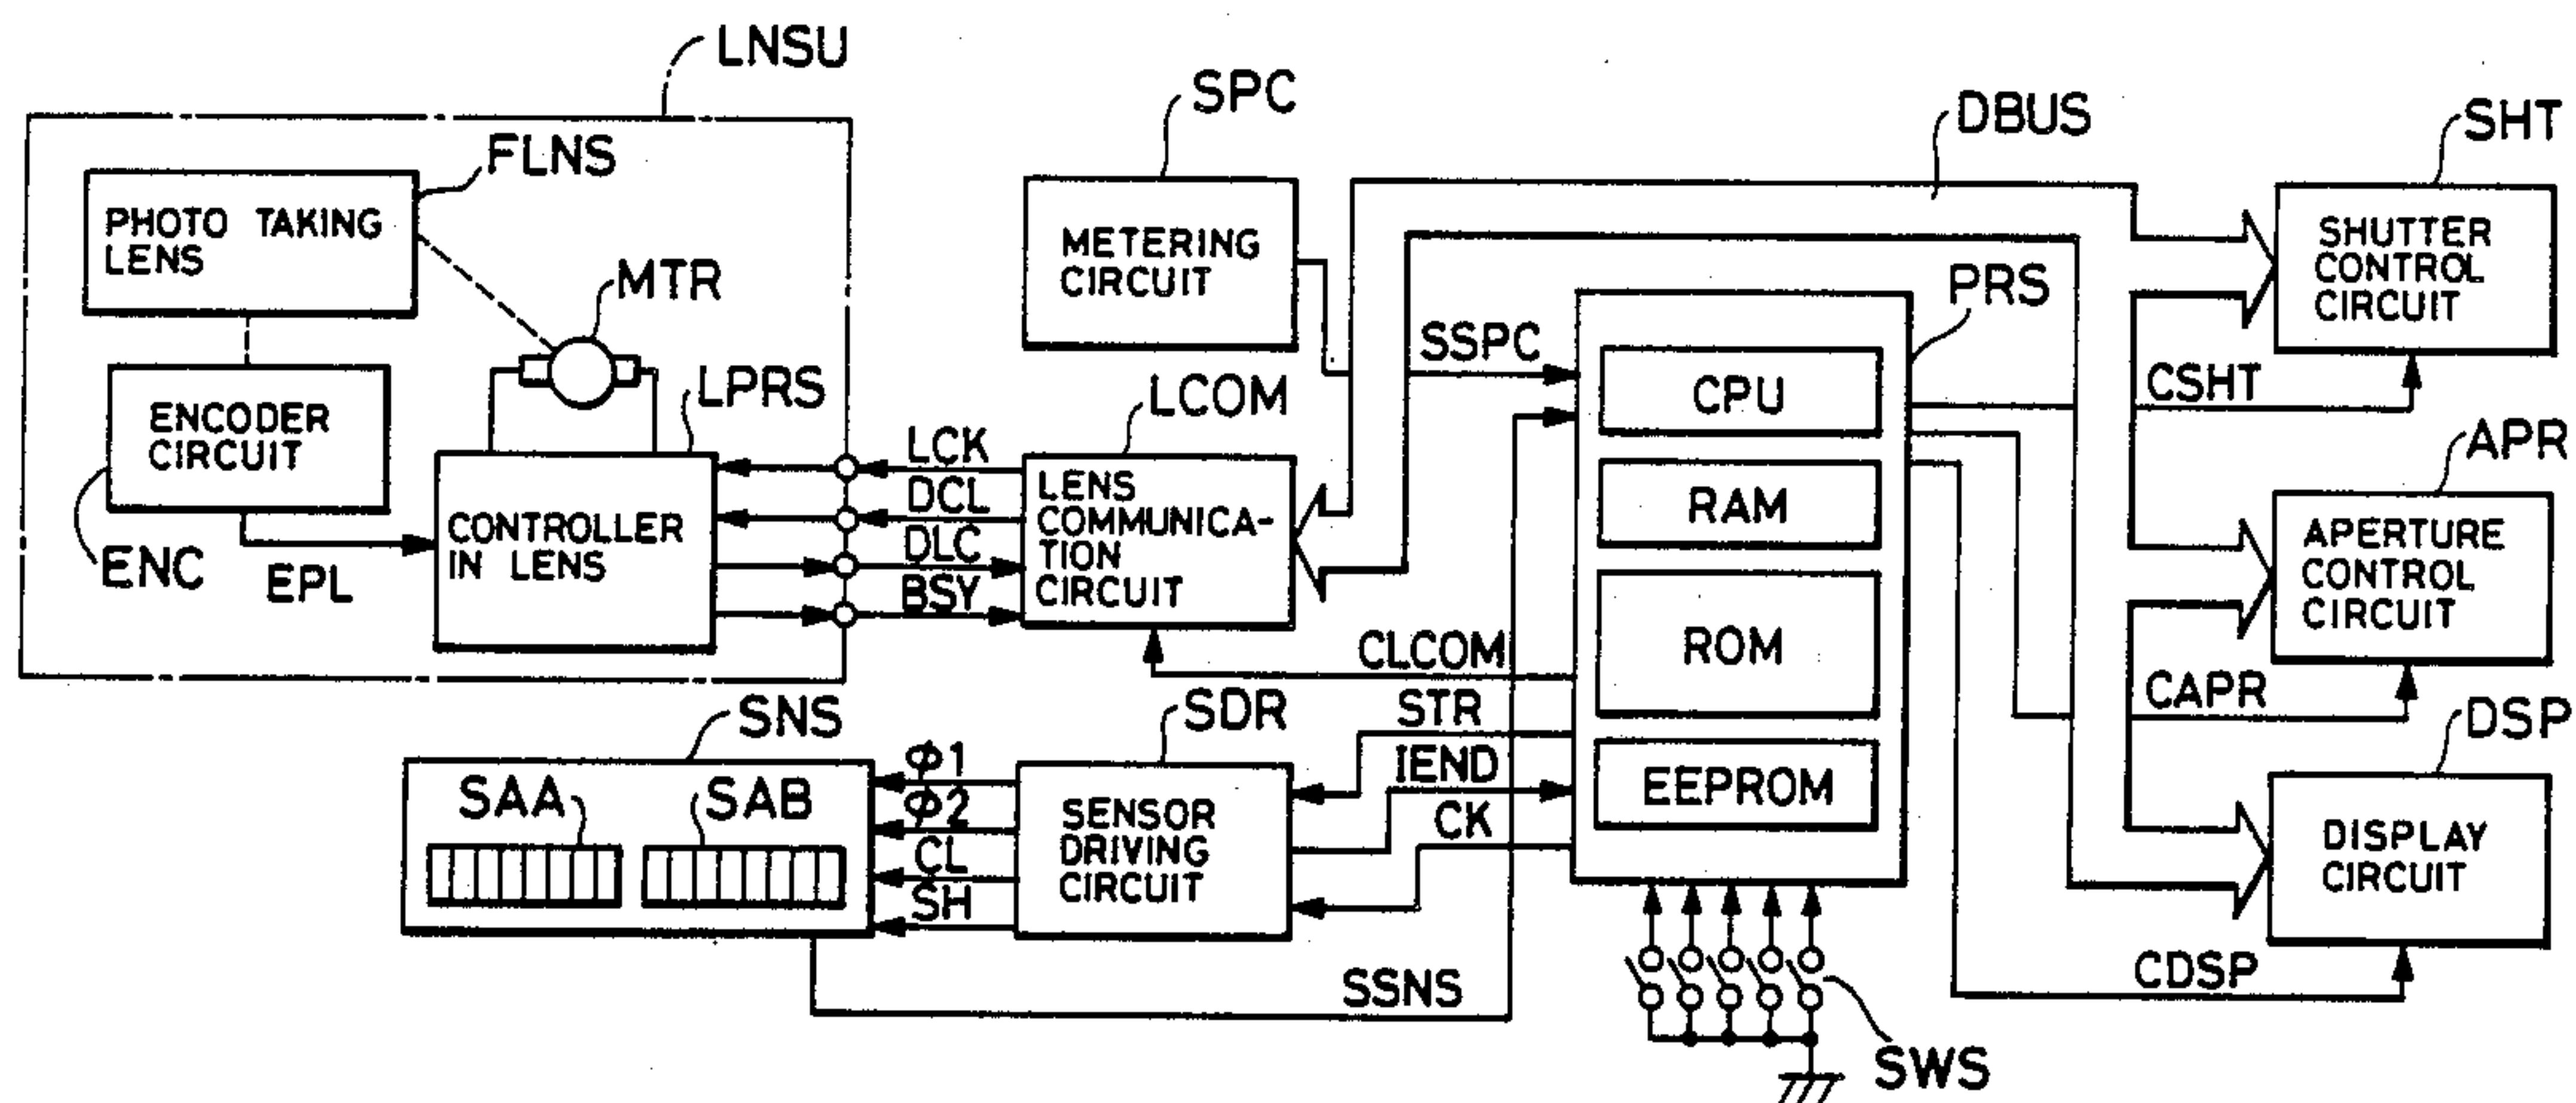 LNSU
FLNS
PHOTO TAKING
LENS
MTR
ENCODER
CIRCUIT
ENC
EPL
LPRS
CONTROLLER
IN LENS
LCK
DCL
DLC
BSY
SPC
METERING
CIRCUIT
LCOM
LENS
COMMUNICA-
TION
CIRCUIT
DBUS
SSPC
PRS
CPU
RAM
ROM
EEPROM
CLCOM
STR
IEND
CK
SNS
SAA
SAB
φ1
φ2
CL
SH
SDR
SENSOR
DRIVING
CIRCUIT
SSNS
SWS
SHT
SHUTTER
CONTROL
CIRCUIT
CSHT
APR
APERTURE
CONTROL
CIRCUIT
CAPR
DSP
DISPLAY
CIRCUIT
CDSP